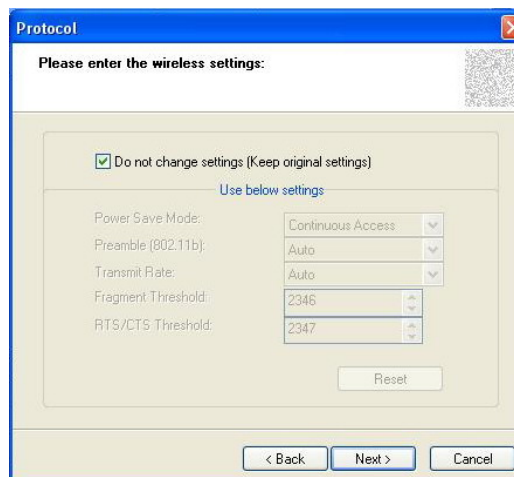 Protocol
Please enter the wireless settings:
Do not change settings (Keep original settings)
Use below settings
Power Save Mode: Continuous Access
Preamble (802.11b): Auto
Transmit Rate: Auto
Fragment Threshold: 2346
RTS/CTS Threshold: 2347
Reset
< Back Next > Cancel